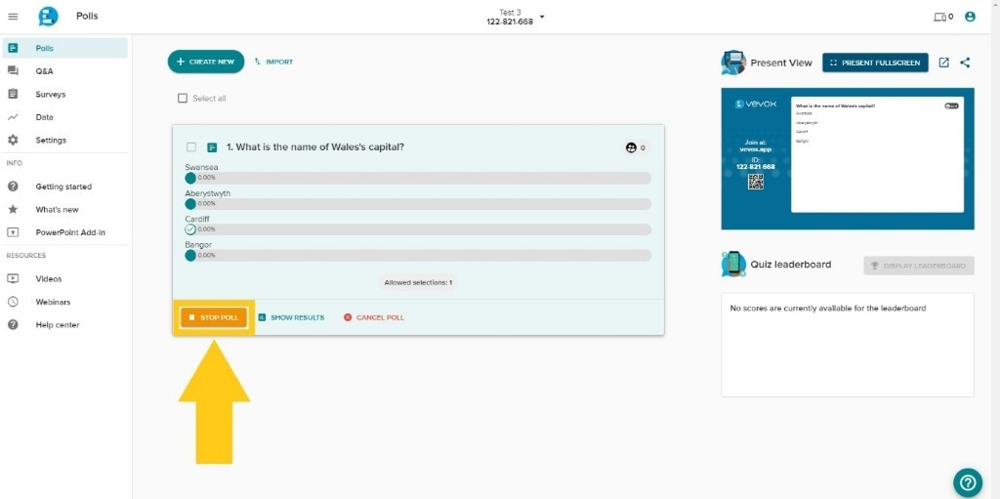 Polls
Test 3
122-821-668
0
Polls
Q&A
Surveys
Data
Settings
INFO
Getting started
What's new
PowerPoint Add-in
RESOURCES
Videos
Webinars
Help center
CREATE NEW
IMPORT
Select all
1. What is the name of Wales's capital?
0
Swansea
0.00%
Aberystwyth
0.00%
Cardiff
0.00%
Bangor
0.00%
Allowed selections: 1
STOP POLL
SHOW RESULTS
CANCEL POLL
Present View
PRESENT FULLSCREEN
vevox
Join at:
vevox.app
ID:
122 821 668
What is the name of Wales's capital?
Swansea
Aberystwyth
Cardiff
Bangor
Quiz leaderboard
DISPLAY LEADERBOARD
No scores are currently available for the leaderboard